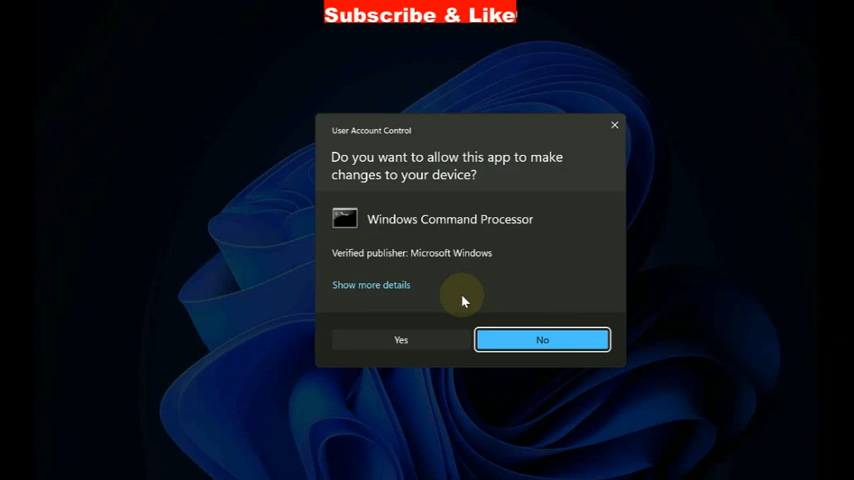 Subscribe & Like
User Account Control
Do you want to allow this app to make
changes to your device?
Windows Command Processor
Verified publisher: Microsoft Windows
Show more details
Yes
No